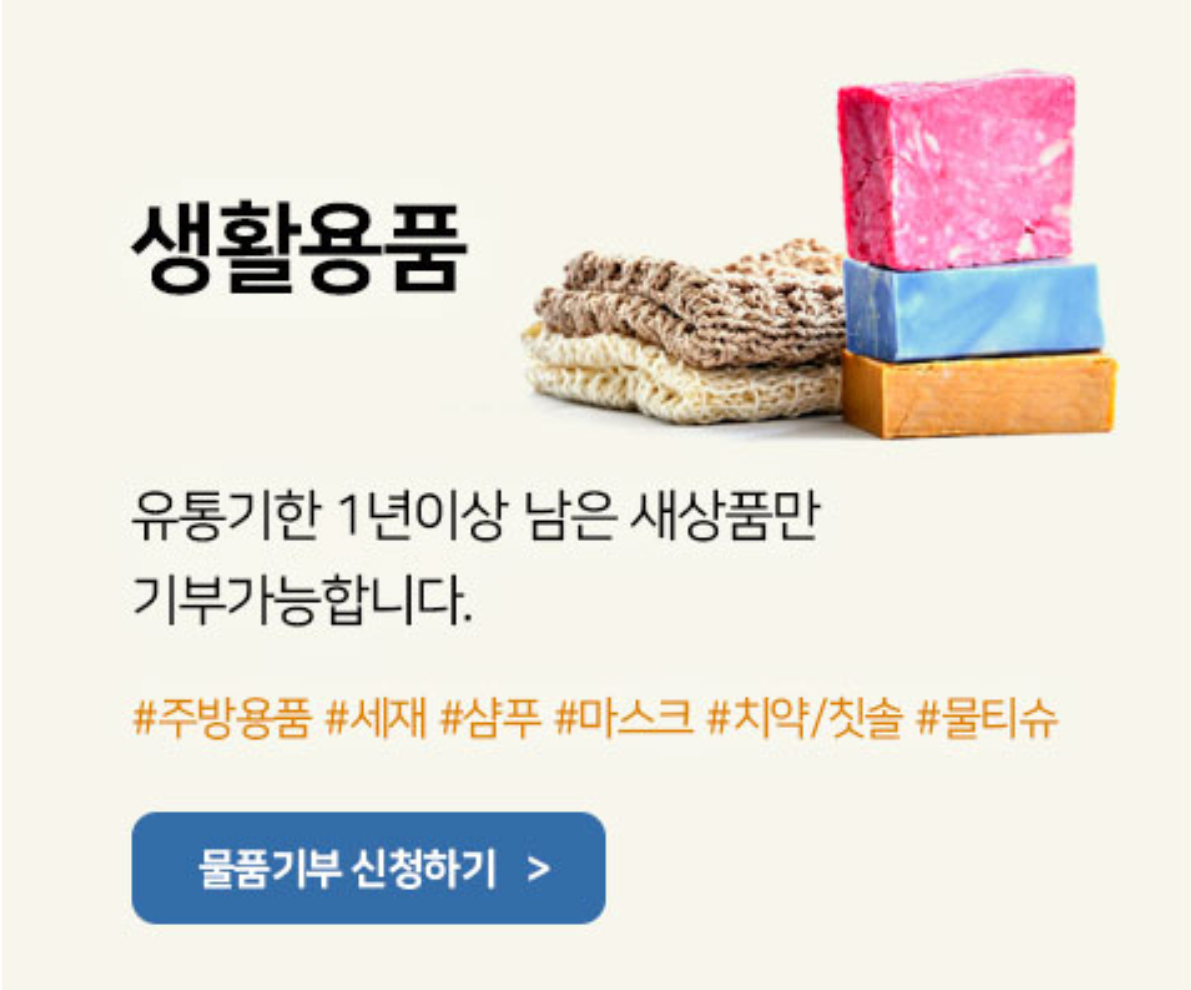 생활용품
유통기한 1년이상 남은 새상품만
기부가능합니다.
#주방용품 #세재 #샴푸 #마스크 #치약/칫솔 #물티슈
물품기부 신청하기 >